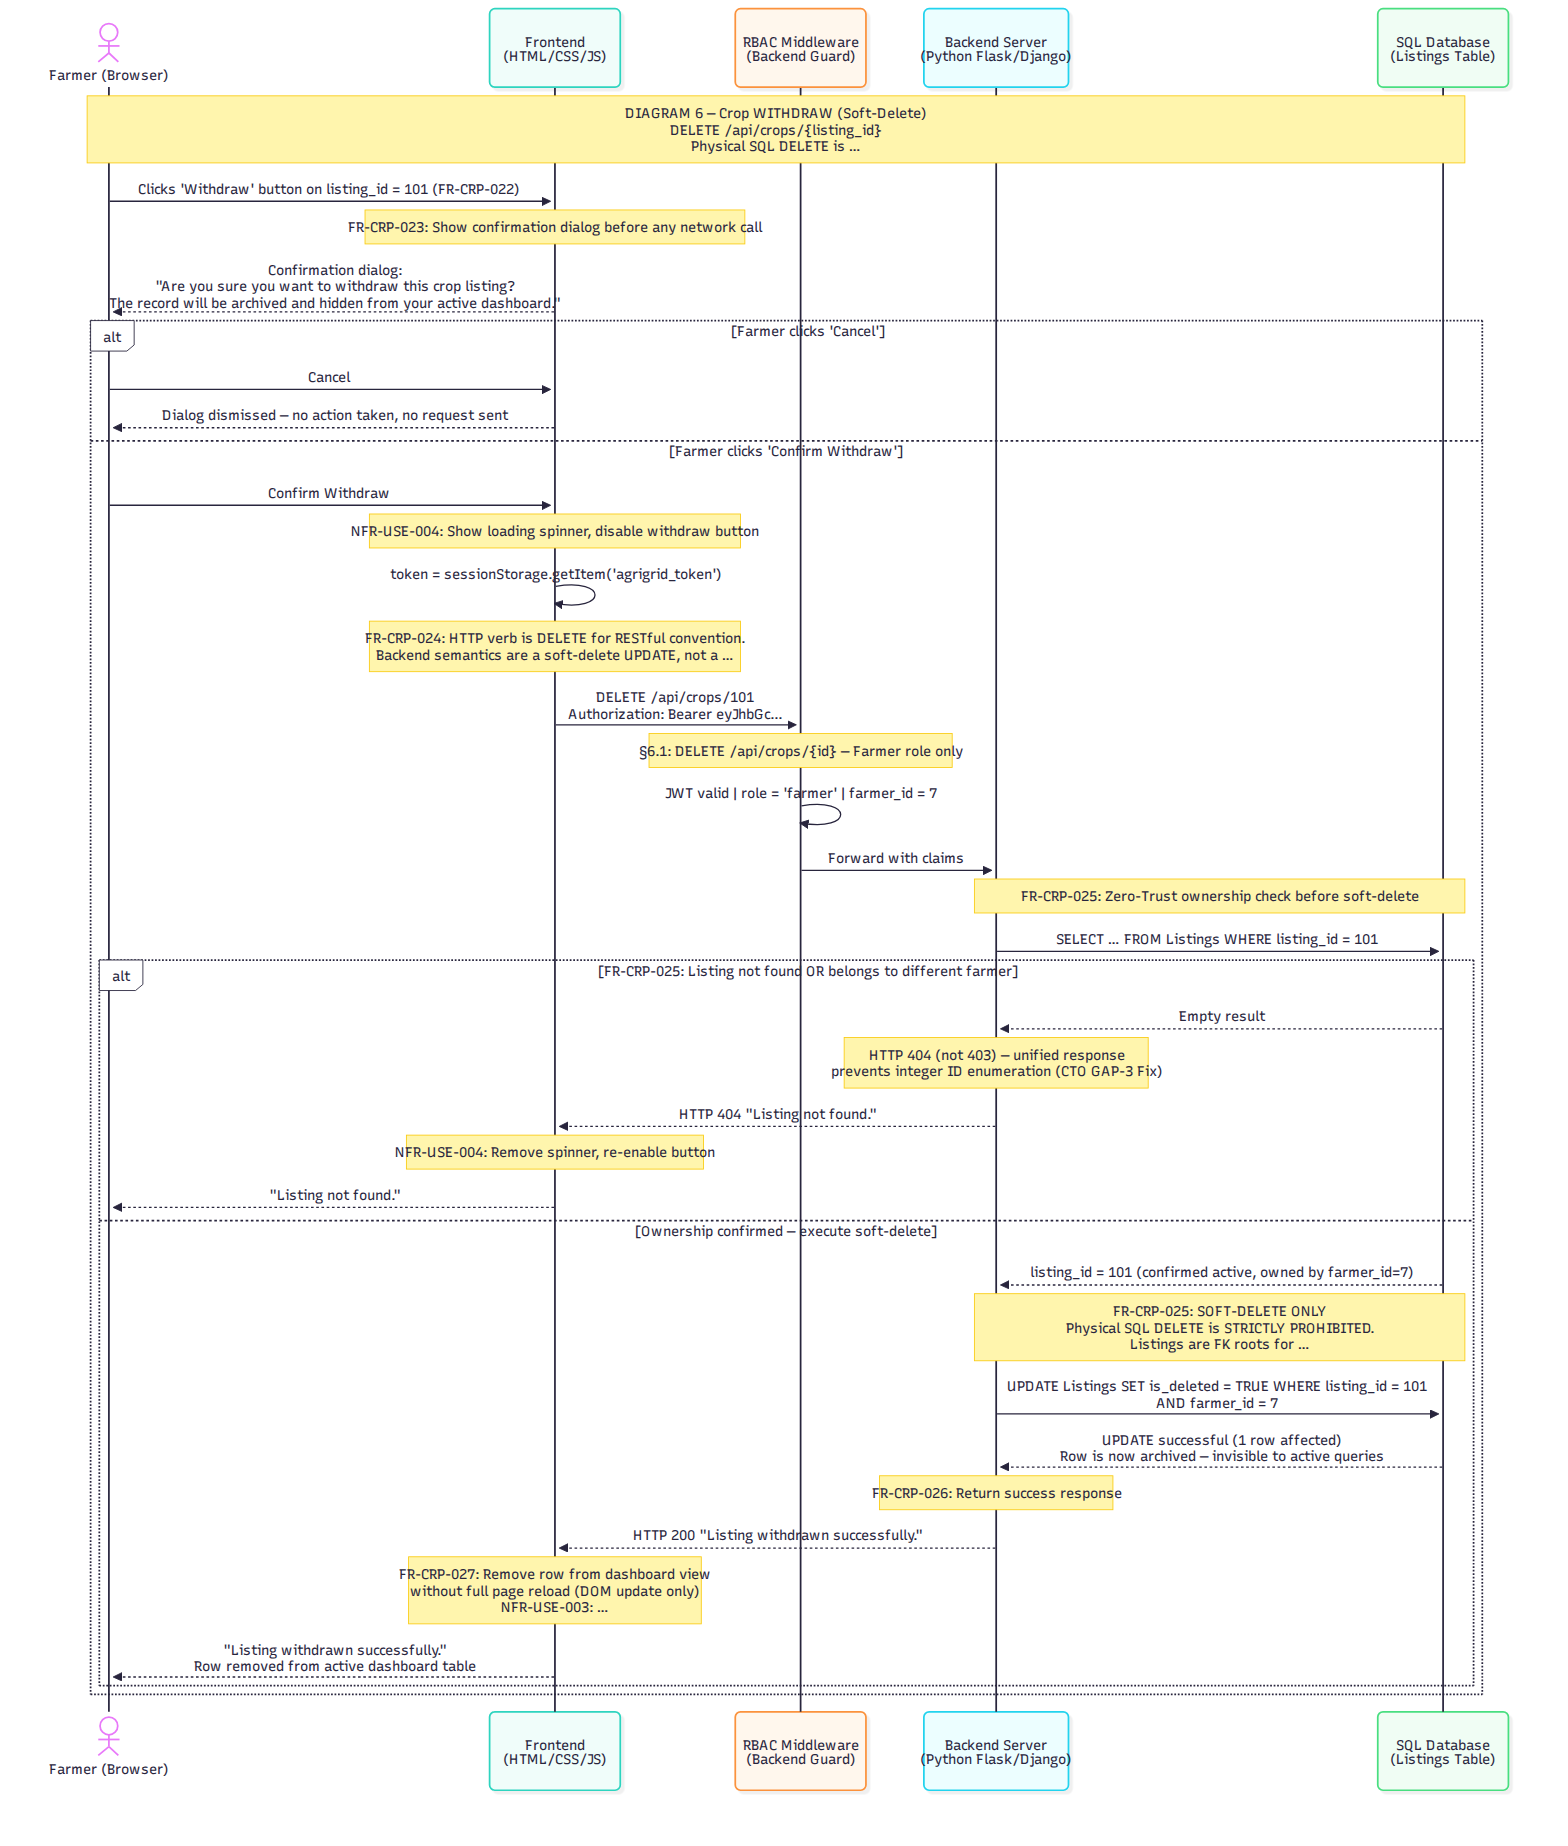 Farmer (Browser)
Frontend
(HTML/CSS/JS)
RBAC Middleware
(Backend Guard)
Backend Server
(Python Flask/Django)
SQL Database
(Listings Table)
DIAGRAM 6 – Crop WITHDRAW (Soft-Delete)
DELETE /api/crops/{listing_id}
Physical SQL DELETE is ...
Clicks 'Withdraw' button on listing_id = 101 (FR-CRP-022)
FR-CRP-023: Show confirmation dialog before any network call
Confirmation dialog:
"Are you sure you want to withdraw this crop listing?
The record will be archived and hidden from your active dashboard."
alt
[Farmer clicks 'Cancel']
Cancel
Dialog dismissed – no action taken, no request sent
[Farmer clicks 'Confirm Withdraw']
Confirm Withdraw
NFR-USE-004: Show loading spinner, disable withdraw button
token = sessionStorage.getItem('agrigrid_token')
FR-CRP-024: HTTP verb is DELETE for RESTful convention.
Backend semantics are a soft-delete UPDATE, not a ...
DELETE /api/crops/101
Authorization: Bearer eyJhbGc...
§6.1: DELETE /api/crops/{id} – Farmer role only
JWT valid | role = 'farmer' | farmer_id = 7
Forward with claims
FR-CRP-025: Zero-Trust ownership check before soft-delete
SELECT ... FROM Listings WHERE listing_id = 101
alt
[FR-CRP-025: Listing not found OR belongs to different farmer]
Empty result
HTTP 404 (not 403) – unified response
prevents integer ID enumeration (CTO GAP-3 Fix)
HTTP 404 "Listing not found."
NFR-USE-004: Remove spinner, re-enable button
"Listing not found."
[Ownership confirmed – execute soft-delete]
listing_id = 101 (confirmed active, owned by farmer_id=7)
FR-CRP-025: SOFT-DELETE ONLY
Physical SQL DELETE is STRICTLY PROHIBITED.
Listings are FK roots for ...
UPDATE Listings SET is_deleted = TRUE WHERE listing_id = 101
AND farmer_id = 7
UPDATE successful (1 row affected)
Row is now archived – invisible to active queries
FR-CRP-026: Return success response
HTTP 200 "Listing withdrawn successfully."
FR-CRP-027: Remove row from dashboard view
without full page reload (DOM update only)
NFR-USE-003: ...
"Listing withdrawn successfully."
Row removed from active dashboard table
Farmer (Browser)
Frontend
(HTML/CSS/JS)
RBAC Middleware
(Backend Guard)
Backend Server
(Python Flask/Django)
SQL Database
(Listings Table)